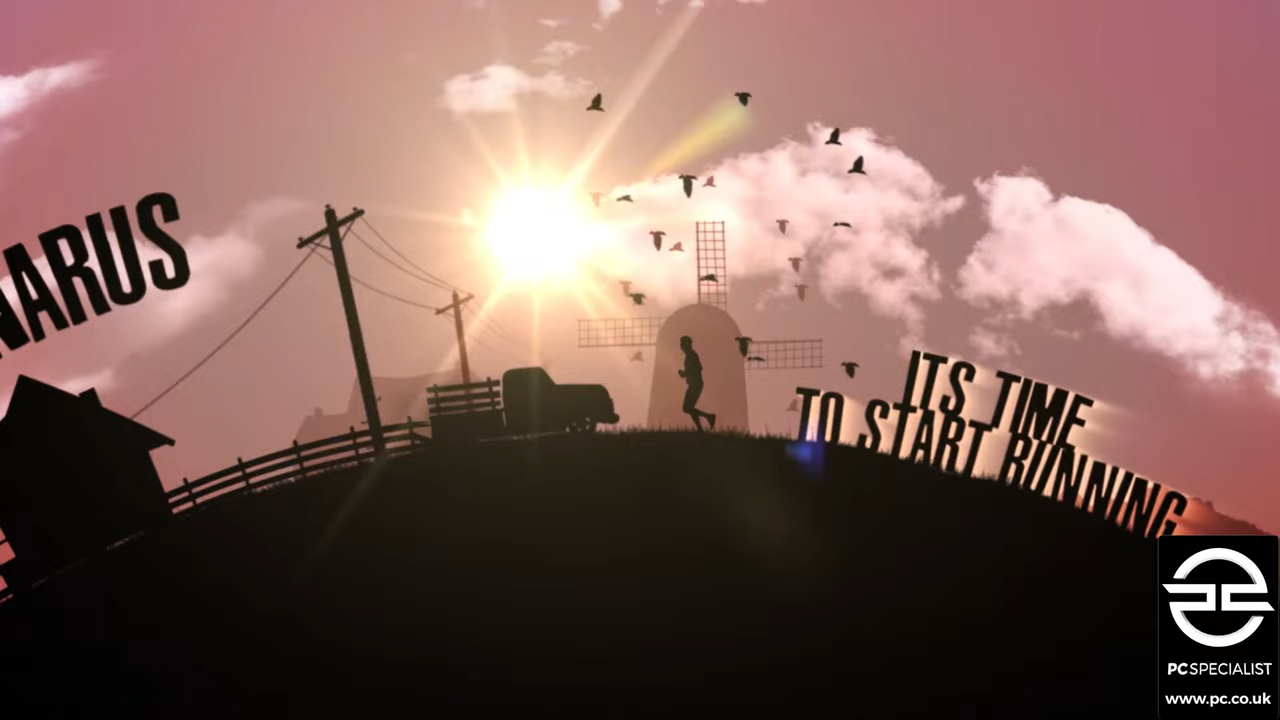 NARUS
ITS TIME
TO START RUNNING
PCSPECIALIST
www.pc.co.uk